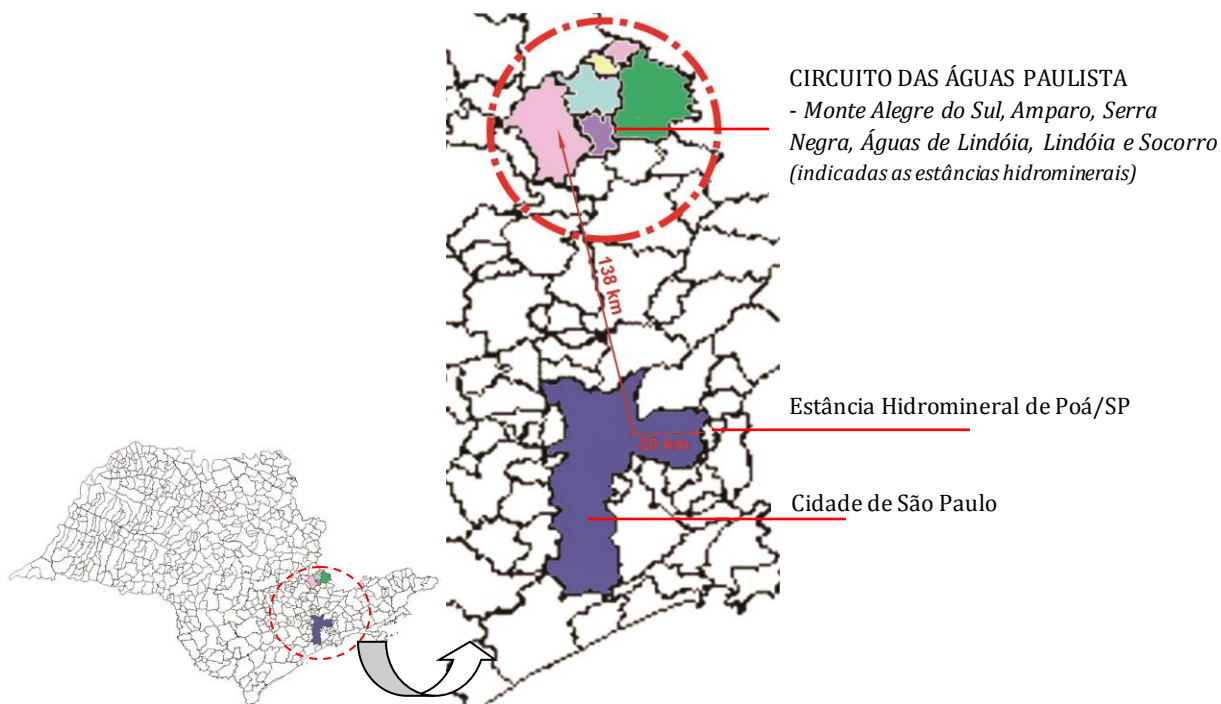 CIRCUITO DAS ÁGUAS PAULISTA
- Monte Alegre do Sul, Amparo, Serra
Negra, Águas de Lindóia, Lindóia e Socorro
(indicadas as estâncias hidrominerais)
138 km
Estância Hidromineral de Poá/SP
35 km
Cidade de São Paulo